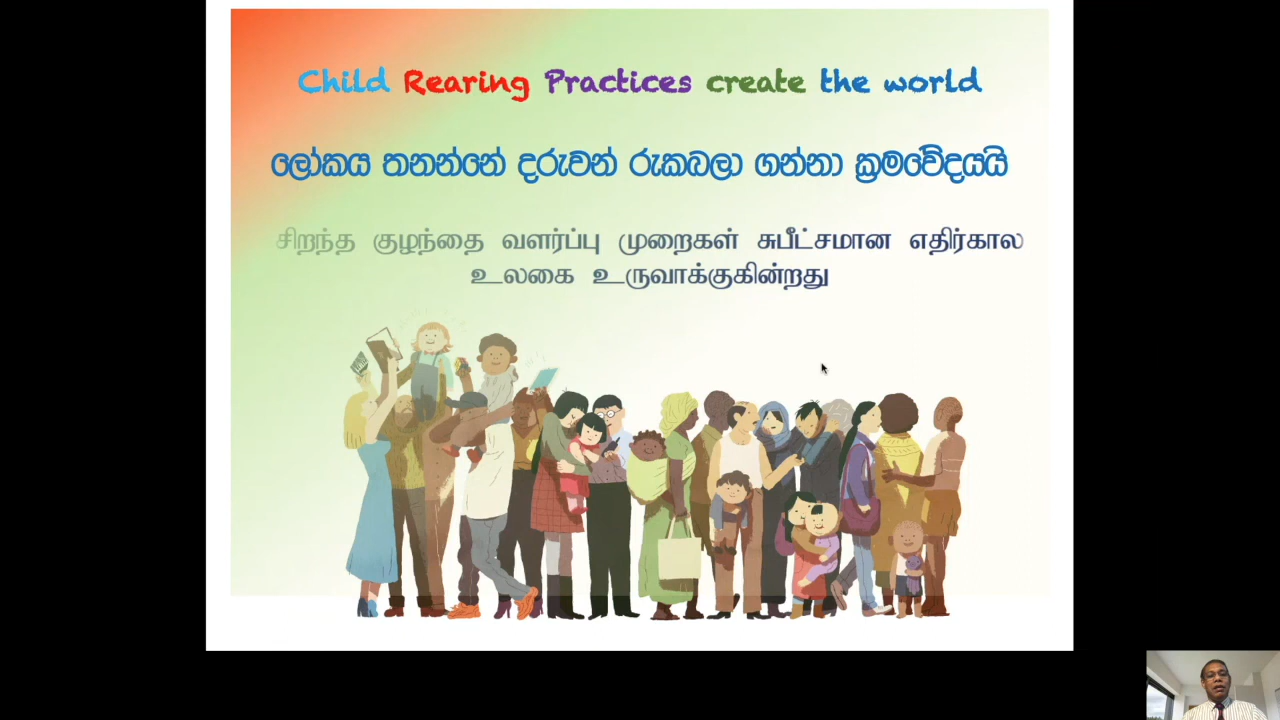 Child Rearing Practices create the world
ලෝකය තනන්නේ දරුවන් රැකබලා ගන්නා ක්‍රමවේදයයි
சிறந்த குழந்தை வளர்ப்பு முறைகள் சுபீட்சமான எதிர்கால
உலகை உருவாக்குகின்றது